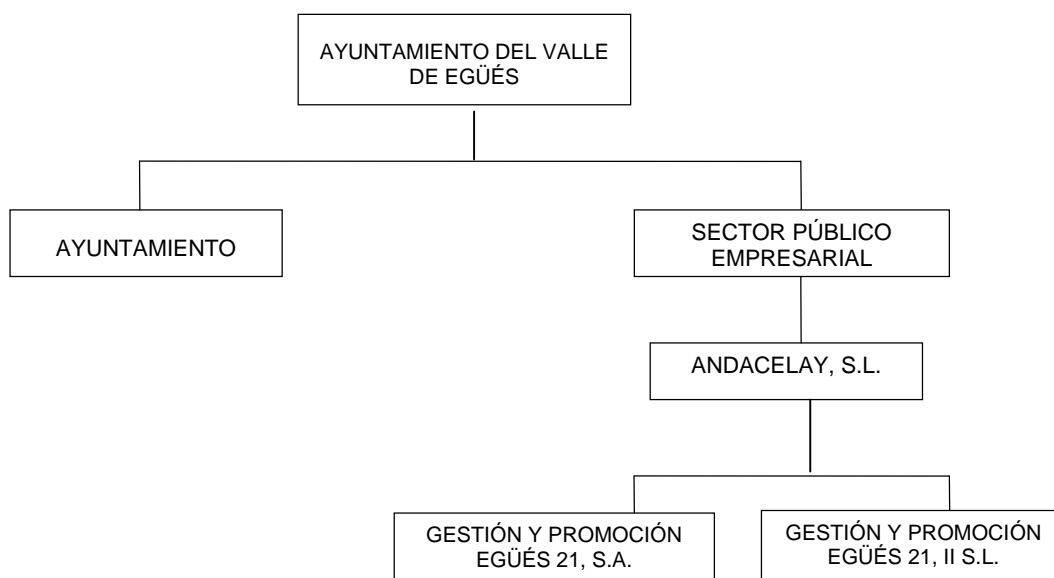 AYUNTAMIENTO DEL VALLE
DE EGÜÉS
AYUNTAMIENTO
SECTOR PÚBLICO
EMPRESARIAL
ANDACELAY, S.L.
GESTIÓN Y PROMOCIÓN
EGÜÉS 21, S.A.
GESTIÓN Y PROMOCIÓN
EGÜÉS 21, II S.L.